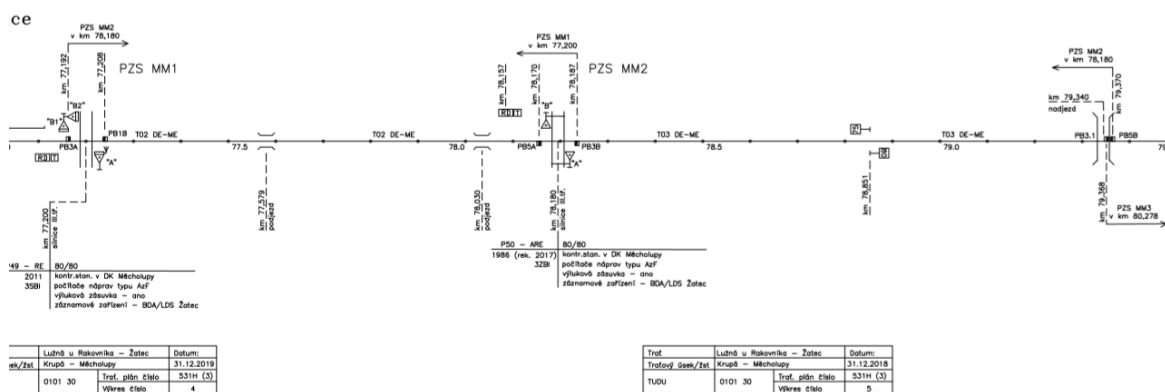 ce
PZS MM2
v km 78,180
km 77,192
km 77,208
PZS MM1
"B2"
"B1"
PB3A
PB1B
"A"
RDIT
T02 DE-ME
77.5
km 77,579
podjezd
T02 DE-ME
78.0
km 78,030
podjezd
km 77,200
silnice III.tř.
PZS MM1
v km 77,200
km 78,157
km 78,170
km 78,187
PZS MM2
RDIT
"B"
PB5A
PB3B
"A"
km 78,180
silnice III.tř.
T03 DE-ME
78.5
km 78,851
T03 DE-ME
79.0
PZS MM2
v km 78,180
km 79,340
nadjezd
km 79,370
PB3.1
PB5B
km 79,368
PZS MM3
v km 80,278
49 – RE 80/80
2011 kontr.stan. v DK Měcholupy
3SBI počítače náprav typu AzF
výluková zásuvka – ano
záznamové zařízení – BDA/LDS Žatec
P50 – ARE 80/80
1986 (rek. 2017) kontr.stan. v DK Měcholupy
3ZBI počítače náprav typu AzF
výluková zásuvka – ano
záznamové zařízení – BDA/LDS Žatec
Lužná u Rakovníka – Žatec Datum:
úsek/žst Krupá – Měcholupy 31.12.2019
0101 30 Trať. plán číslo 531H (3)
Výkres číslo 4
Trať Lužná u Rakovníka – Žatec Datum:
Traťový úsek/žst Krupá – Měcholupy 31.12.2018
TUDU 0101 30 Trať. plán číslo 531H (3)
Výkres číslo 5